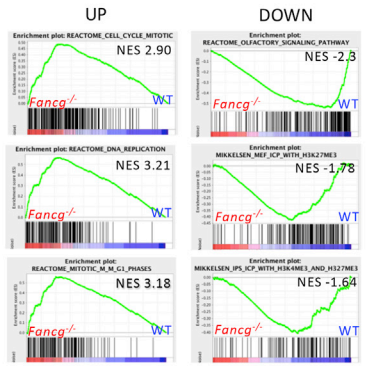 UP
DOWN
Enrichment plot: REACTOME_CELL_CYCLE_MITOTIC
NES 2.90
Fancg-/-
WT
Enrichment plot:
REACTOME_OLFACTORY_SIGNALING_PATHWAY
NES -2.3
Fancg-/-
WT
Enrichment plot: REACTOME_DNA_REPLICATION
NES 3.21
Fancg-/-
WT
Enrichment plot:
MIKKELSEN_MEF_ICP_WITH_H3K27ME3
NES -1.78
Fancg-/-
WT
Enrichment plot:
REACTOME_MITOTIC_M_M_G1_PHASES
NES 3.18
Fancg-/-
WT
Enrichment plot:
MIKKELSEN_IPS_ICP_WITH_H3K4ME3_AND_H327ME3
NES -1.64
Fancg-/-
WT